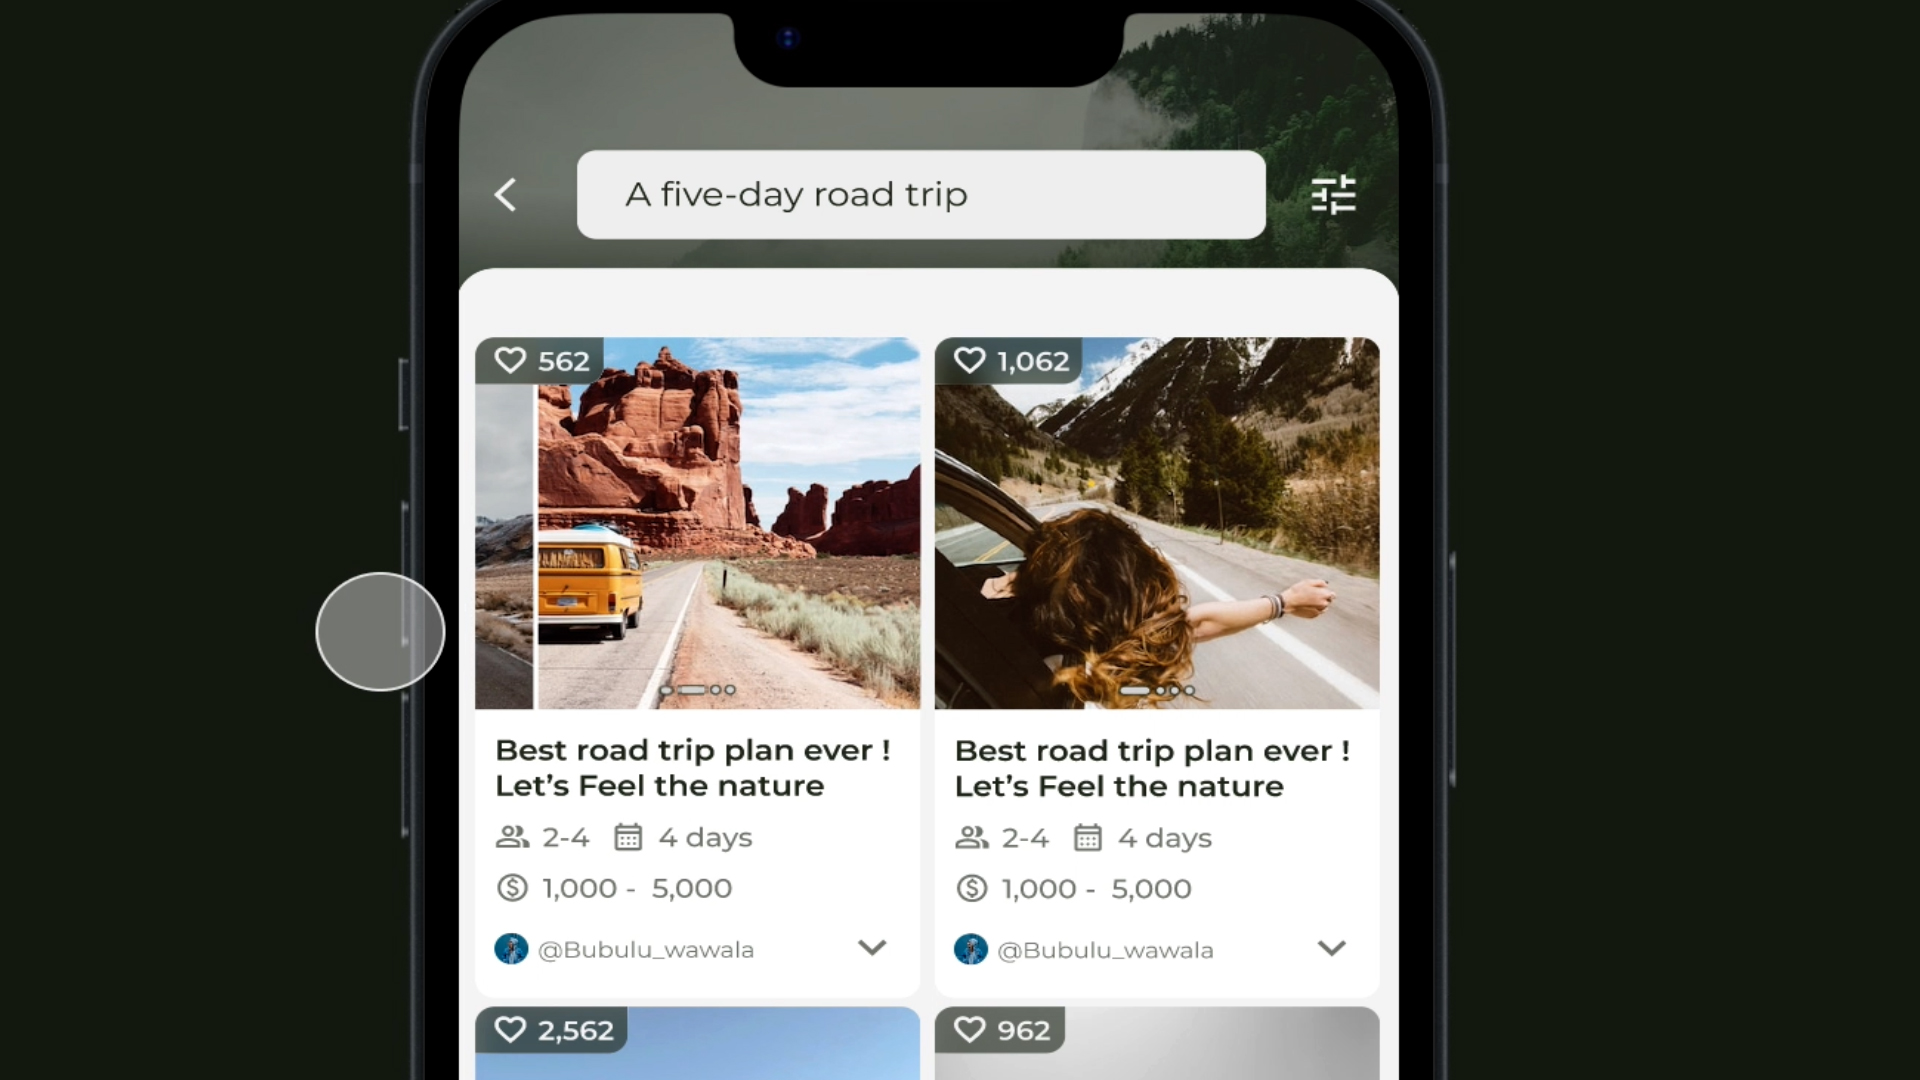 A five-day road trip
562
1,062
Best road trip plan ever !
Let's Feel the nature
2-4 4 days
1,000 - 5,000
@Bubulu_wawala
Best road trip plan ever !
Let's Feel the nature
2-4 4 days
1,000 - 5,000
@Bubulu_wawala
2,562
962